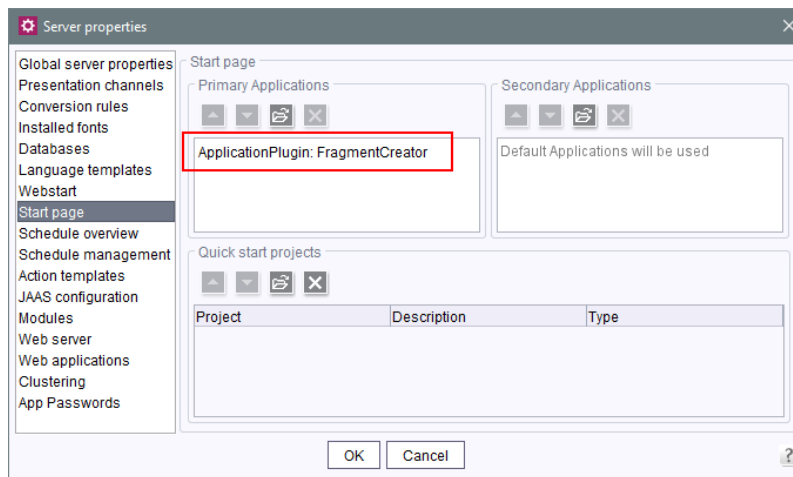 Server properties
Global server properties
Presentation channels
Conversion rules
Installed fonts
Databases
Language templates
Webstart
Start page
Schedule overview
Schedule management
Action templates
JAAS configuration
Modules
Web server
Web applications
Clustering
App Passwords
Start page
Primary Applications
ApplicationPlugin: FragmentCreator
Secondary Applications
Default Applications will be used
Quick start projects
Project Description Type
OK Cancel
?